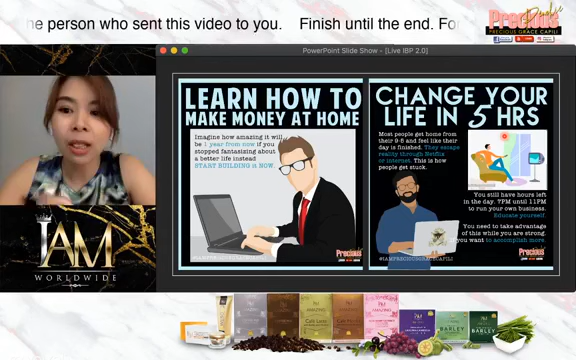 he person who sent this video to you.    Finish until the end. Fo
Precious
PRECIOUS GRACE CAPILI
PowerPoint Slide Show - [Live IBP 2.0]
LEARN HOW TO
MAKE MONEY AT HOME
Imagine how amazing it will
be 1 year from now if you
stopped fantasizing about
a better life instead
START BUILDING it NOW.
Precious
CHANGE YOUR
LIFE IN 5 HRS
Most people get home from
their 9-5 and feel like their
day is finished. They escape
reality through Netflix
or internet. This is how
people get stuck.
You still have hours left
in the day. 7PM until 11PM
to run your own business.
Educate yourself.
You need to take advantage
of this while you are strong.
you want to accomplish more.
Precious
#IAMPRECIOUSGRACECAPILI
IAM
WORLDWIDE
BARLEY
BARLEY